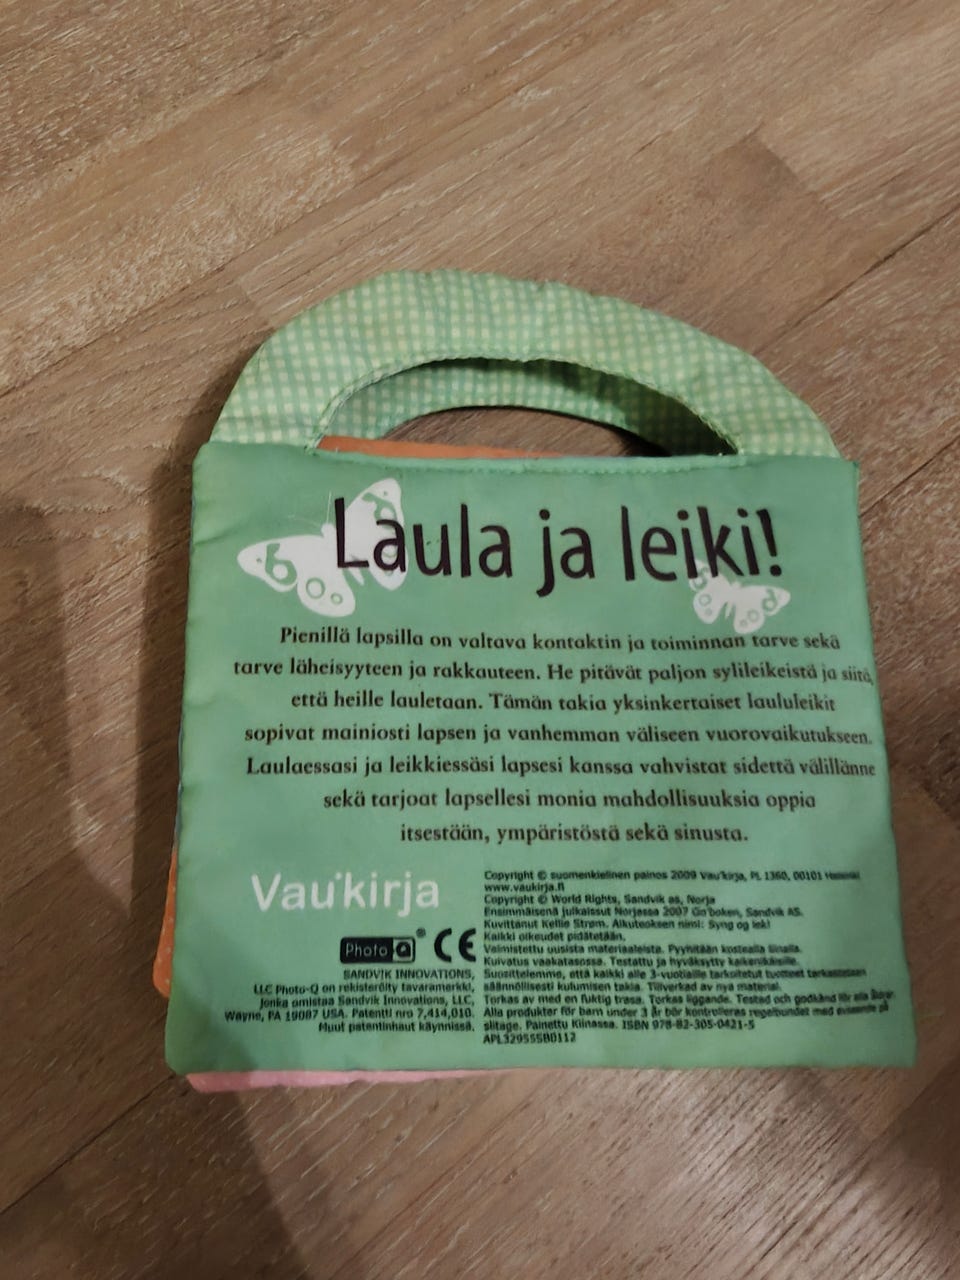 Laula ja leiki!
Pienillä lapsilla on valtava kontaktin ja toiminnan tarve sekä
tarve läheisyyteen ja rakkauteen. He pitävät paljon sylileikeistä ja siitä,
että heille lauletaan. Tämän takia yksinkertaiset laululeikit
sopivat mainiosti lapsen ja vanhemman väliseen vuorovaikutukseen.
Laulaessasi ja leikkiessäsi lapsesi kanssa vahvistat sidettä välillänne
sekä tarjoat lapsellesi monia mahdollisuuksia oppia
itsestään, ympäristöstä sekä sinusta.
Vau'kirja
Photo Q ® CE
SANDVIK INNOVATIONS,
LLC Photo-Q on rekisteröity tavaramerkki,
jonka omistaa Sandvik Innovations, LLC,
Wayne, PA 19087 USA. Patentti nro 7,414,010.
Muut patentinhaut käynnissä.
Copyright © suomenkielinen painos 2009 Vau'kirja, PL 1360, 00101 Helsinki
www.vaukirja.fi
Copyright © World Rights, Sandvik as, Norja
Ensimmäisenä julkaissut Norjassa 2007 Go'boken, Sandvik AS.
Kuvittanut Kellie Strøm. Alkuteoksen nimi: Syng og lek!
Kaikki oikeudet pidätetään.
Valmistettu uusista materiaaleista. Pyyhitään kostealla liinalla.
Kuivatus vaakatasossa. Testattu ja hyväksytty kaikenikäisille.
Suosittelemme, että kaikki alle 3-vuotiaille tarkoitetut tuotteet tarkastetaan
säännöllisesti kulumisen takia. Tillverkad av nya material.
Torkas av med en fuktig trasa. Torkas liggande. Testad och godkänd för alla åldrar.
Alla produkter för barn under 3 år bör kontrolleras regelbundet med avseende på
slitage. Painettu Kiinassa. ISBN 978-82-305-0421-5
APL32955SB0112